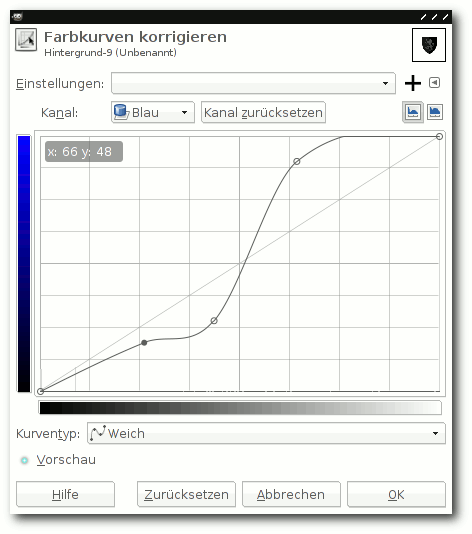 Farbkurven korrigieren
Hintergrund-9 (Unbenannt)
Einstellungen:
Kanal: Blau Kanal zurücksetzen
x: 66 y: 48
Kurventyp: Weich
Vorschau
Hilfe Zurücksetzen Abbrechen OK